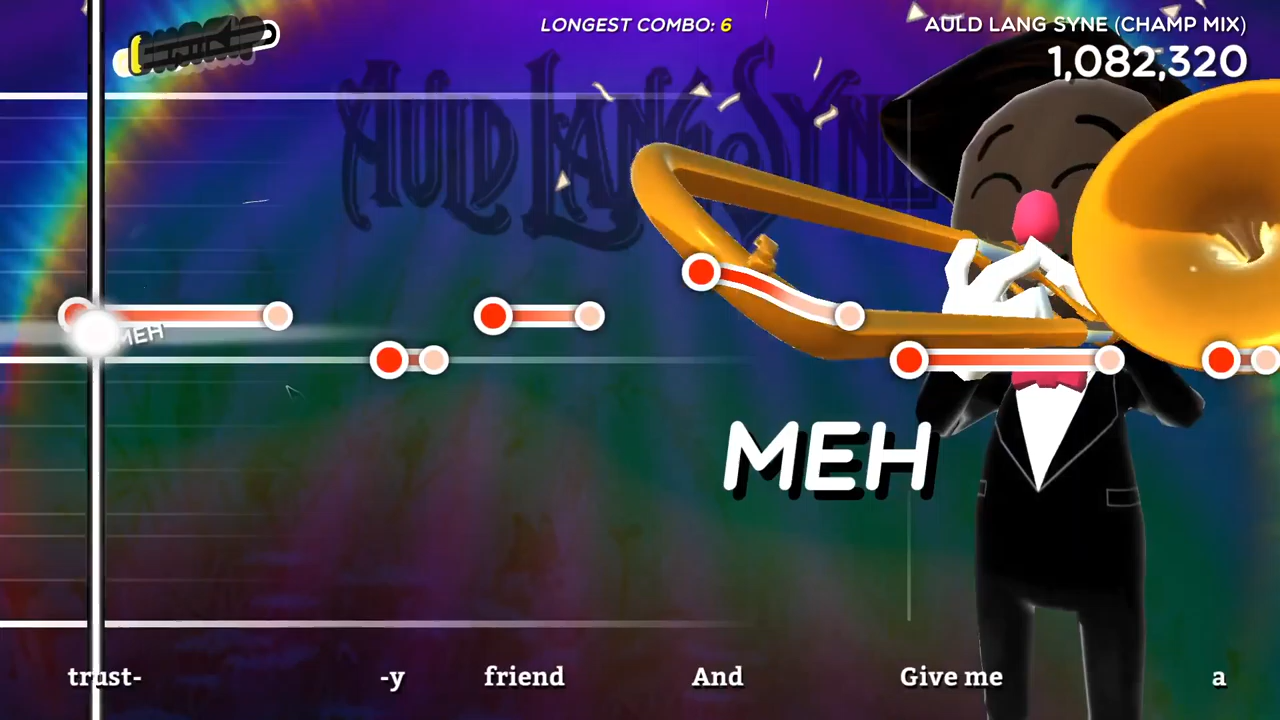 LONGEST COMBO: 6
AULD LANG SYNE (CHAMP MIX)
1,082,320
AULD LANG SYNE
MEH
MEH
trust- -y friend And Give me a